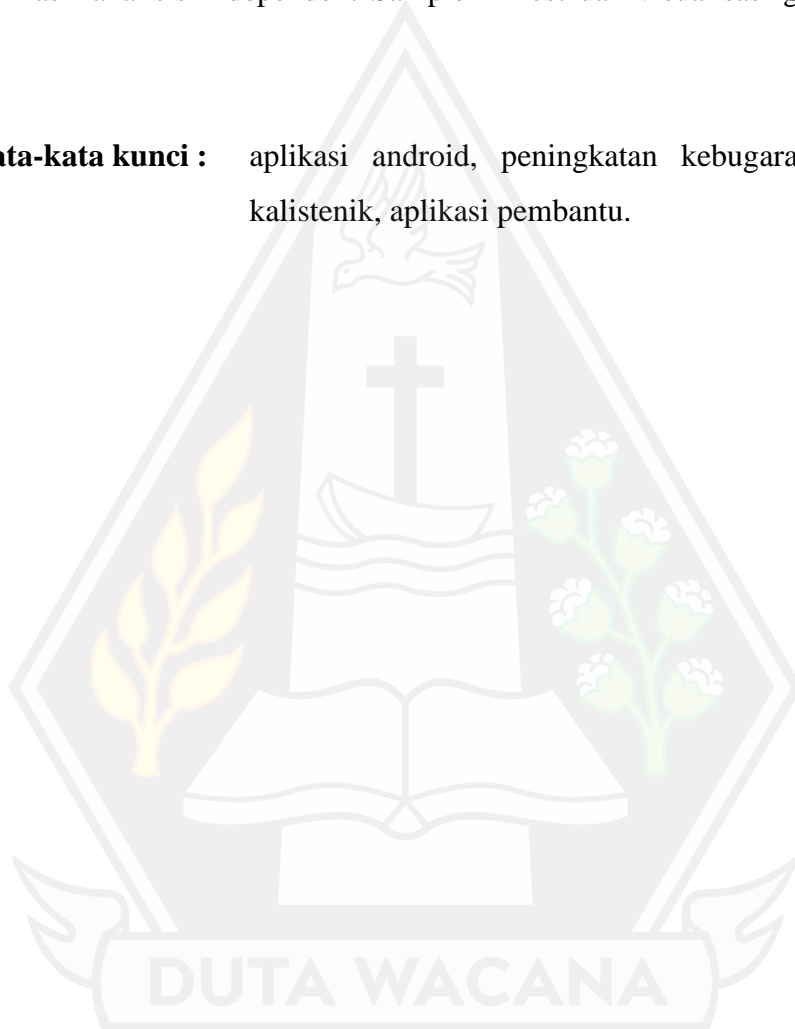 ata-kata kunci : aplikasi android, peningkatan kebugara
kalistenik, aplikasi pembantu.
DUTA WACANA